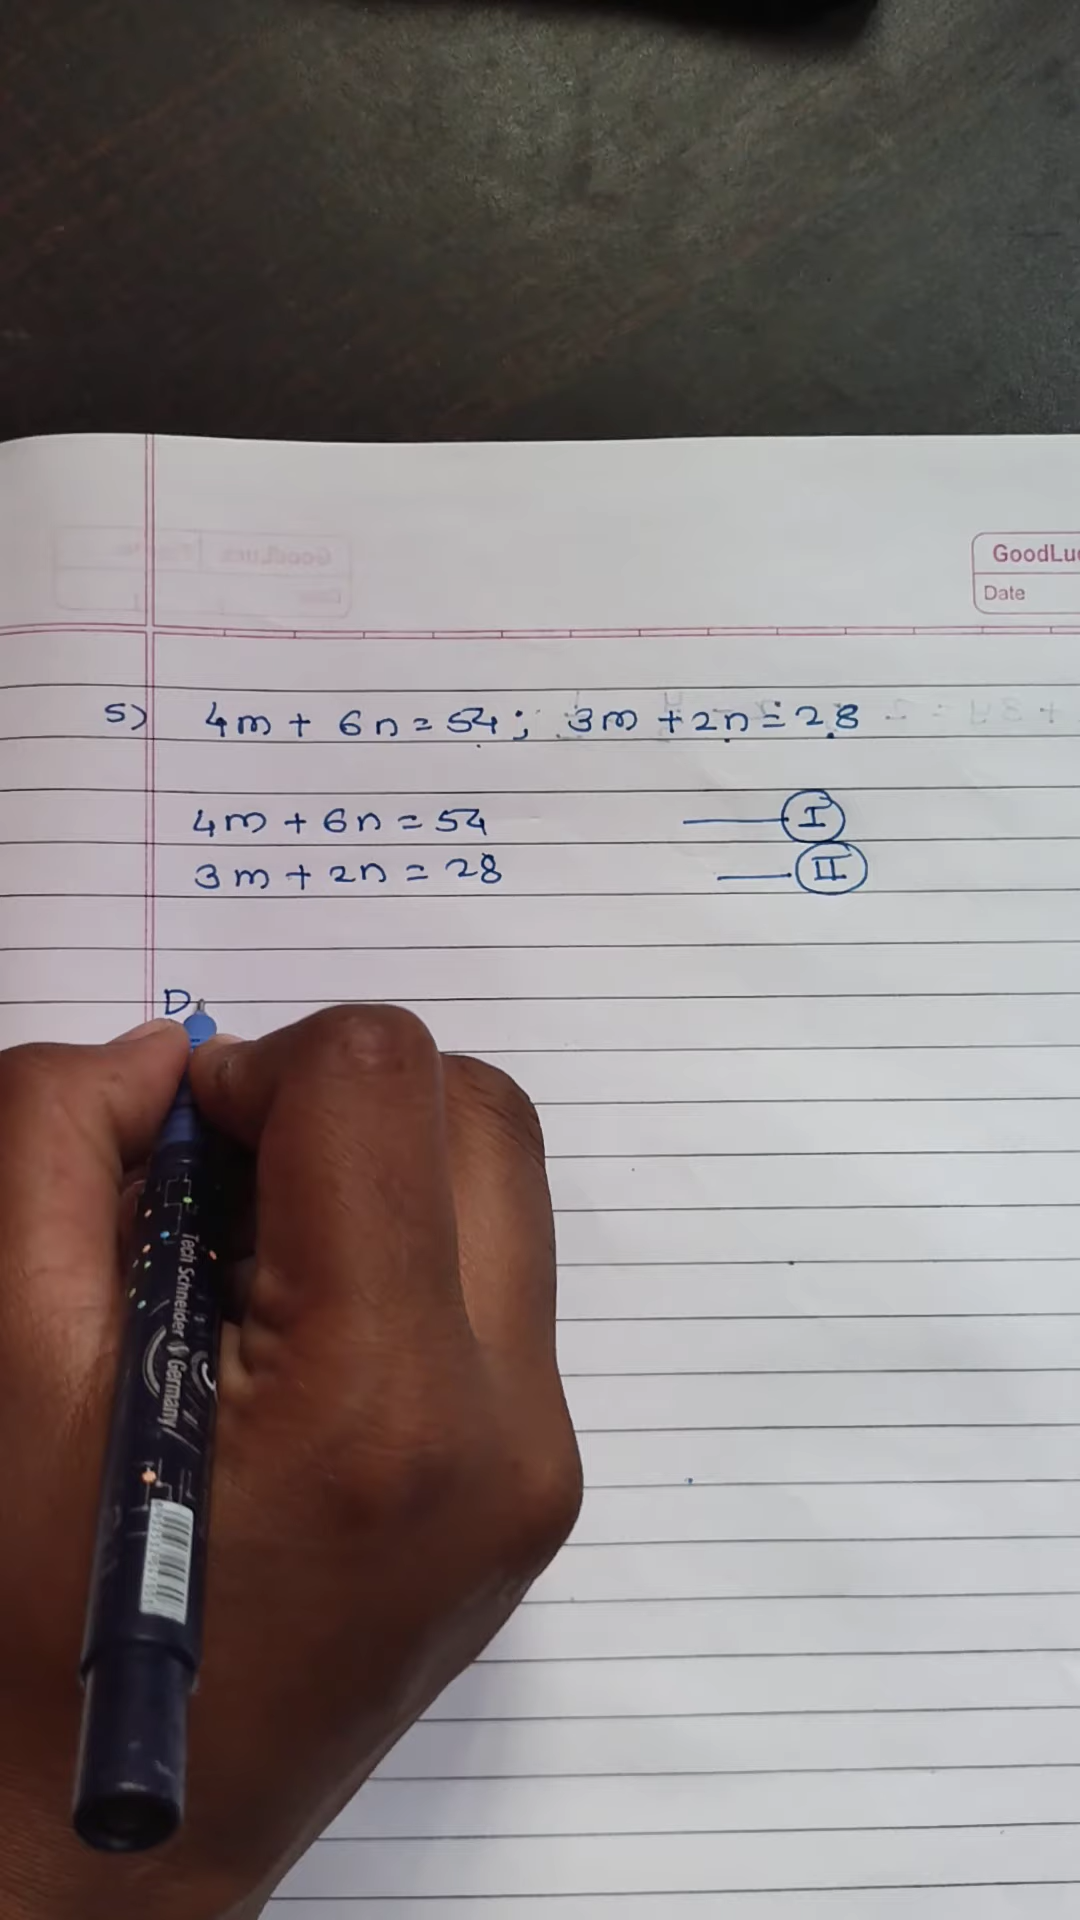 GoodLu
Date
5) 4m + 6n = 54 ; 3m + 2n = 28
4m + 6n = 54 — I
3m + 2n = 28 — II
D
Tech Schneider Germany